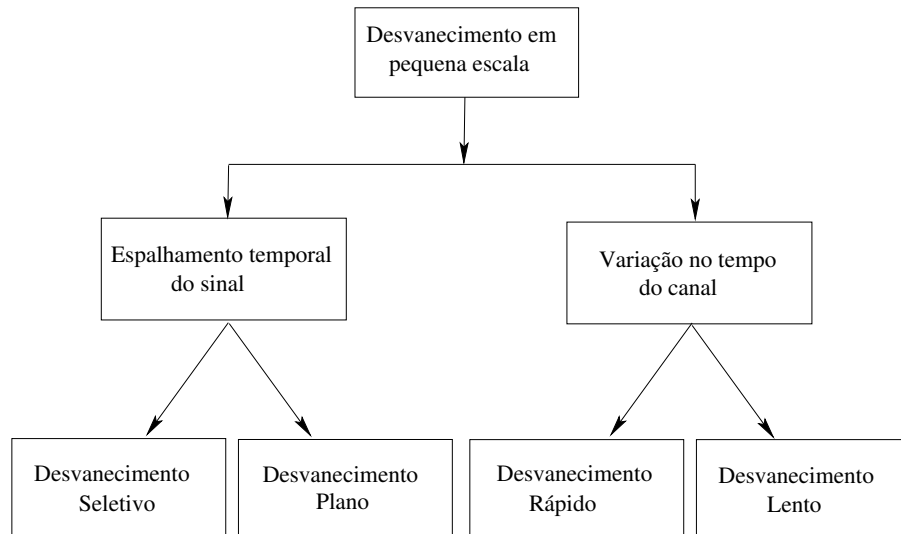 Desvanecimento em
pequena escala
Espalhamento temporal
do sinal
Variação no tempo
do canal
Desvanecimento
Seletivo
Desvanecimento
Plano
Desvanecimento
Rápido
Desvanecimento
Lento